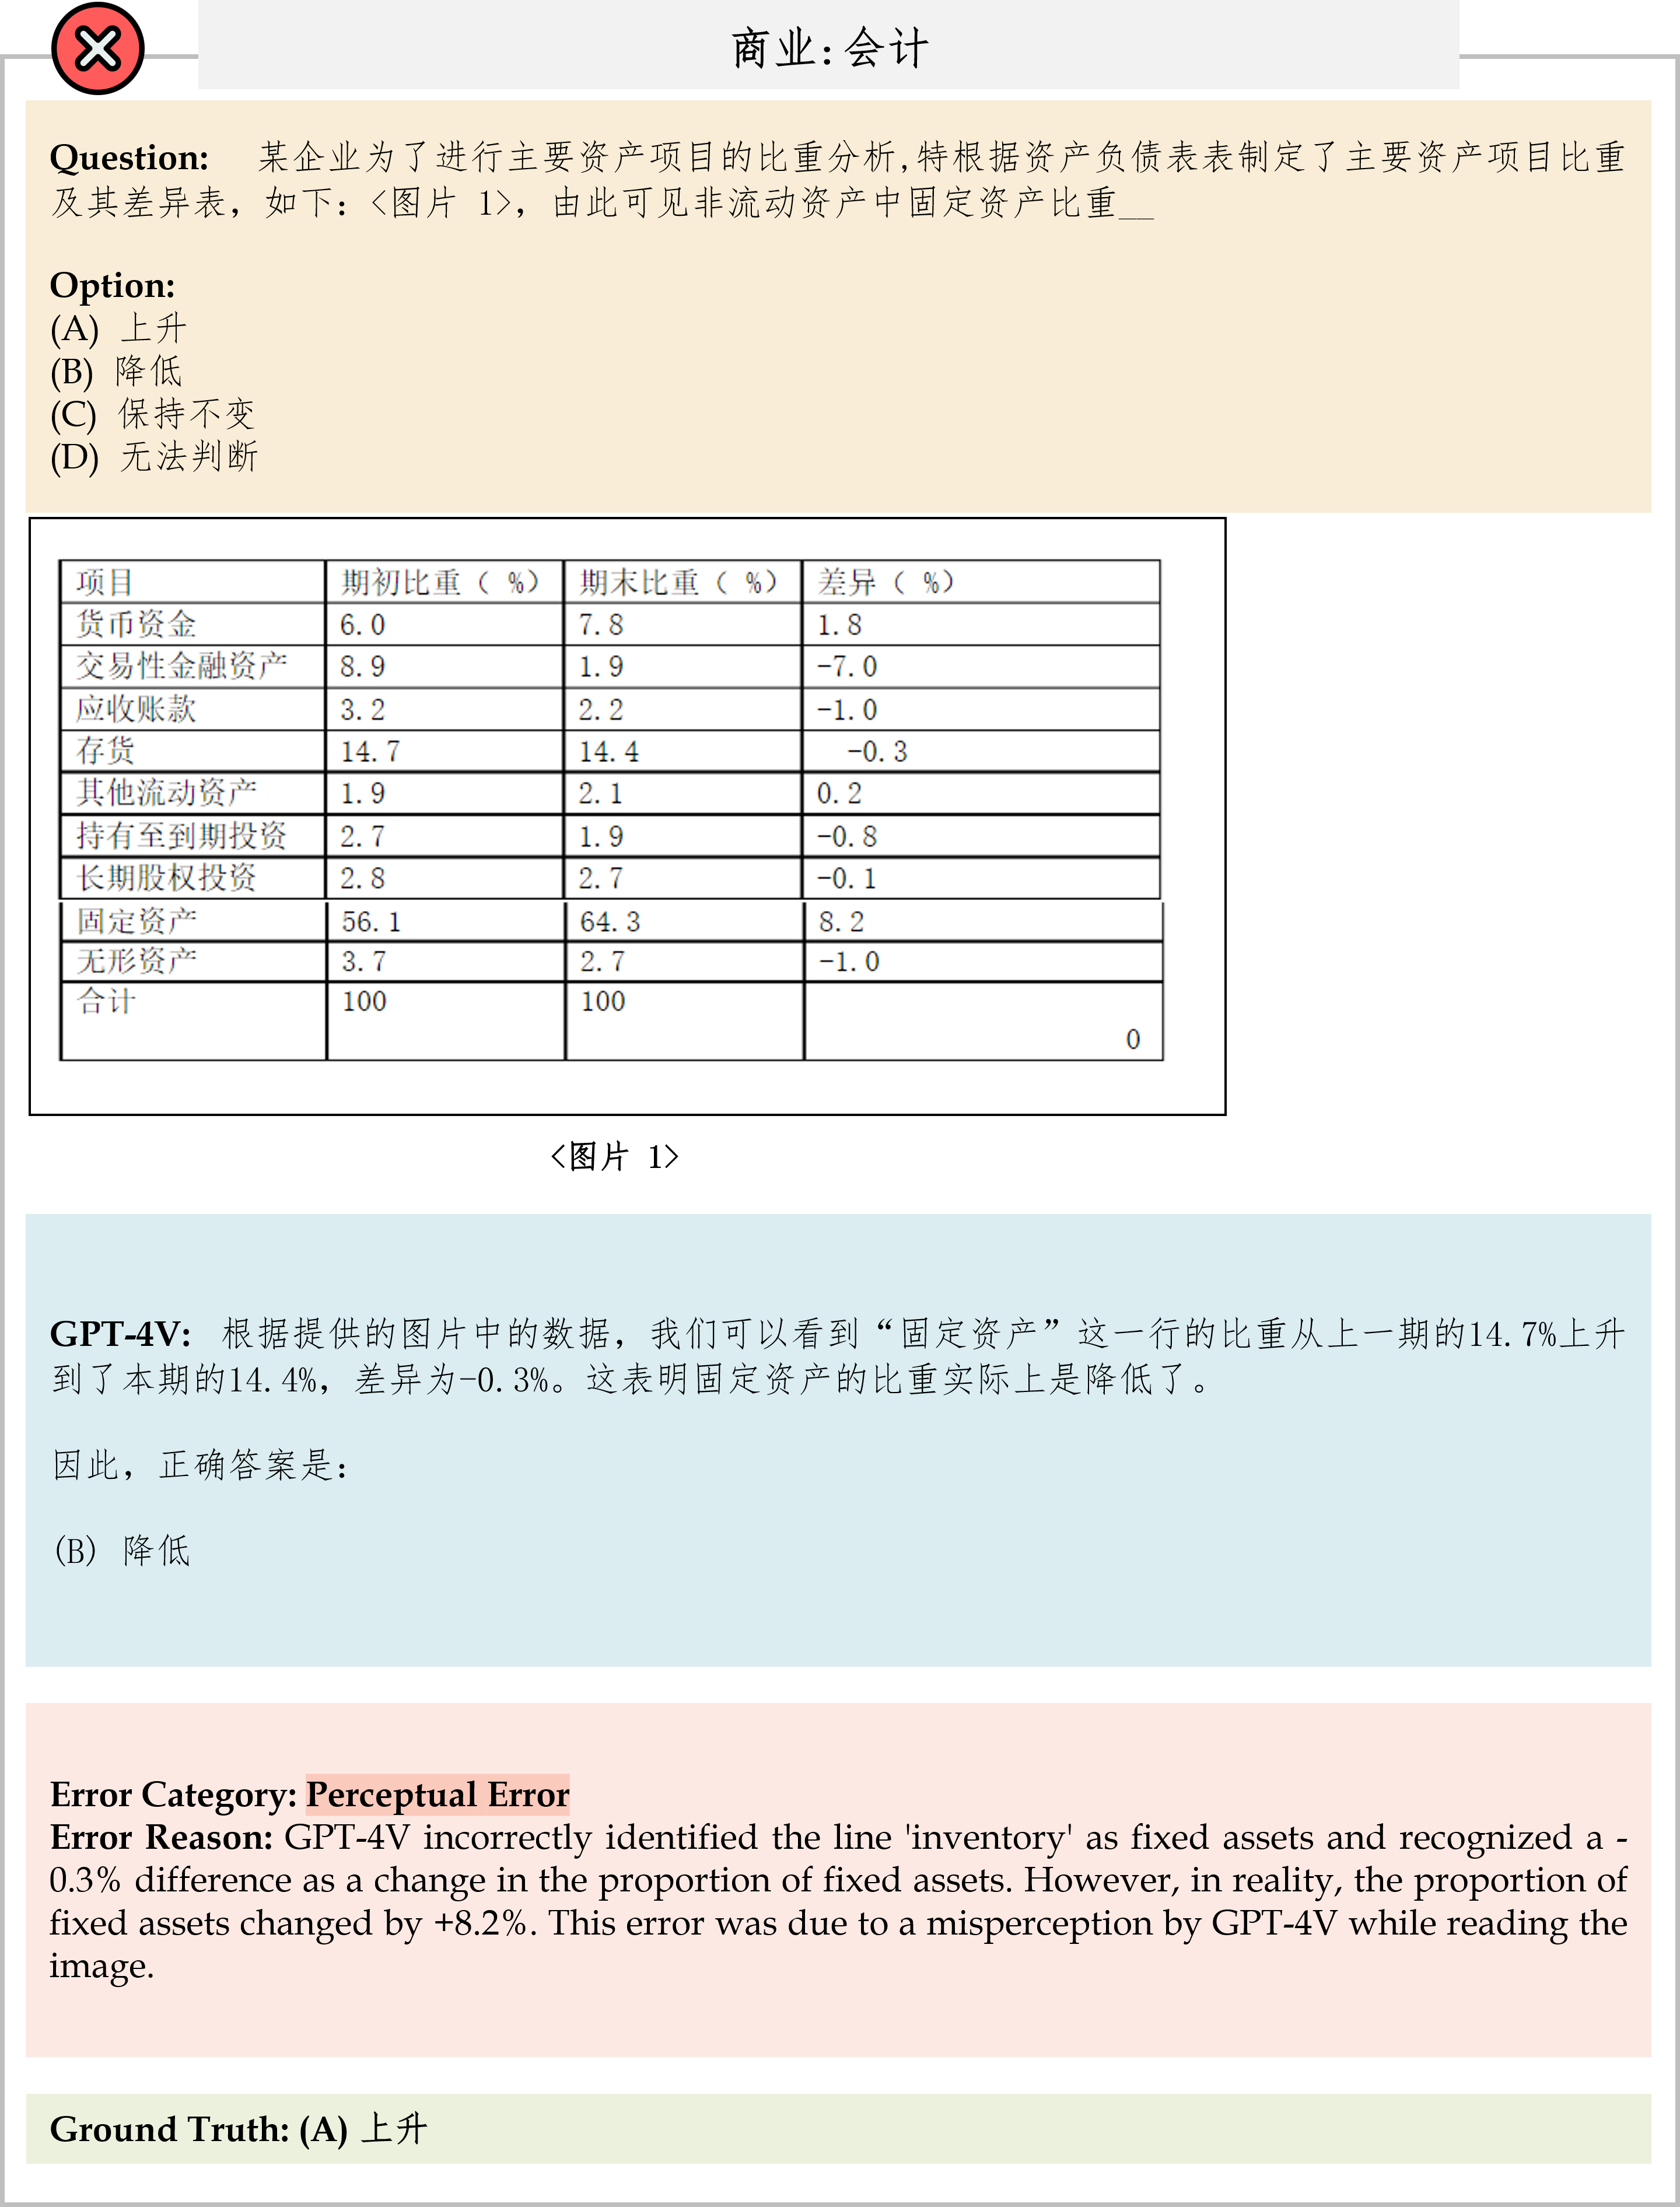 商业:会计
Question: 某企业为了进行主要资产项目的比重分析,特根据资产负债表表制定了主要资产项目比重
及其差异表，如下：<图片 1>，由此可见非流动资产中固定资产比重__
Option:
(A) 上升
(B) 降低
(C) 保持不变
(D) 无法判断
项目 期初比重（ %） 期末比重（ %） 差异（ %）
货币资金 6.0 7.8 1.8
交易性金融资产 8.9 1.9 -7.0
应收账款 3.2 2.2 -1.0
存货 14.7 14.4 -0.3
其他流动资产 1.9 2.1 0.2
持有至到期投资 2.7 1.9 -0.8
长期股权投资 2.8 2.7 -0.1
固定资产 56.1 64.3 8.2
无形资产 3.7 2.7 -1.0
合计 100 100
0
<图片 1>
GPT-4V: 根据提供的图片中的数据，我们可以看到“固定资产”这一行的比重从上一期的14.7%上升
到了本期的14.4%，差异为-0.3%。这表明固定资产的比重实际上是降低了。
因此，正确答案是：
(B) 降低
Error Category: Perceptual Error
Error Reason: GPT-4V incorrectly identified the line 'inventory' as fixed assets and recognized a -
0.3% difference as a change in the proportion of fixed assets. However, in reality, the proportion of
fixed assets changed by +8.2%. This error was due to a misperception by GPT-4V while reading the
image.
Ground Truth: (A) 上升